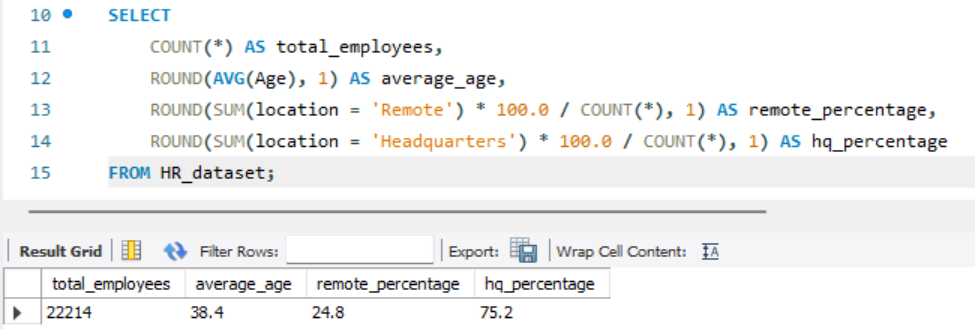 10 SELECT
11 COUNT(*) AS total_employees,
12 ROUND(AVG(Age), 1) AS average_age,
13 ROUND(SUM(location = 'Remote') * 100.0 / COUNT(*), 1) AS remote_percentage,
14 ROUND(SUM(location = 'Headquarters') * 100.0 / COUNT(*), 1) AS hq_percentage
15 FROM HR_dataset;
Result Grid Filter Rows: Export: Wrap Cell Content: IA
total_employees average_age remote_percentage hq_percentage
22214 38.4 24.8 75.2